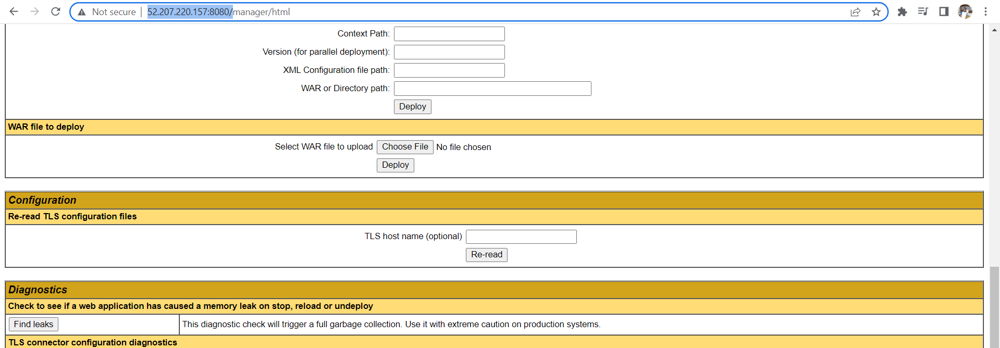 Not secure | 52.207.220.157:8080/manager/html
Context Path:
Version (for parallel deployment):
XML Configuration file path:
WAR or Directory path:
Deploy
WAR file to deploy
Select WAR file to upload Choose File No file chosen
Deploy
Configuration
Re-read TLS configuration files
TLS host name (optional)
Re-read
Diagnostics
Check to see if a web application has caused a memory leak on stop, reload or undeploy
Find leaks This diagnostic check will trigger a full garbage collection. Use it with extreme caution on production systems.
TLS connector configuration diagnostics